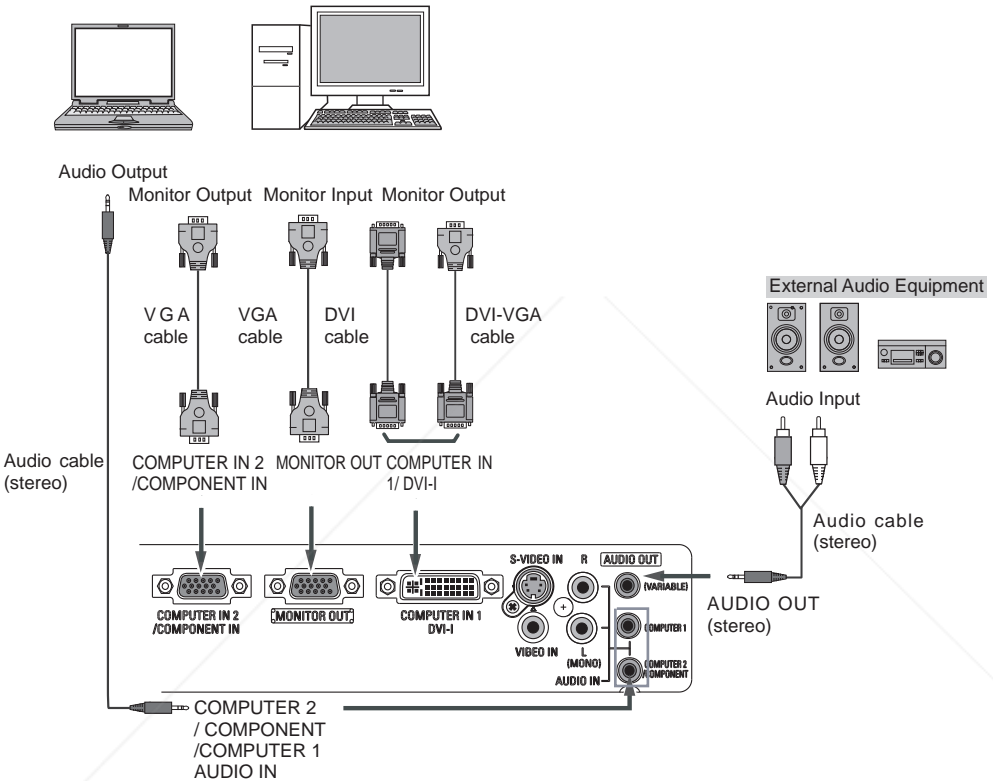 Audio Output
Monitor Output Monitor Input Monitor Output
External Audio Equipment
V G A
cable
VGA
cable
DVI
cable
DVI-VGA
cable
Audio Input
Audio cable
(stereo)
COMPUTER IN 2
/COMPONENT IN
MONITOR OUT
COMPUTER IN
1/ DVI-I
Audio cable
(stereo)
S-VIDEO IN
R
AUDIO OUT
(VARIABLE)
AUDIO OUT
(stereo)
COMPUTER IN 2
/COMPONENT IN
MONITOR OUT
COMPUTER IN 1
DVI-I
VIDEO IN
L
(MONO)
COMPUTER 1
AUDIO IN
COMPUTER 2
/COMPONENT
COMPUTER 2
/ COMPONENT
/COMPUTER 1
AUDIO IN